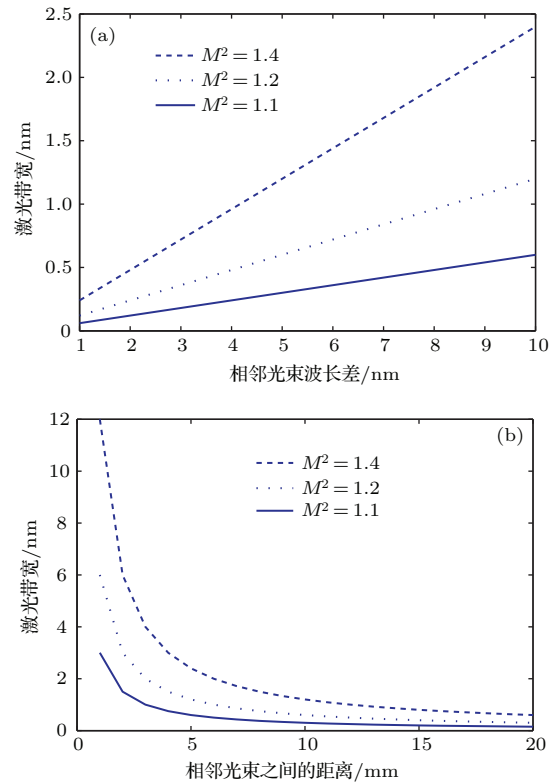 (a)
M² = 1.4
M² = 1.2
M² = 1.1
2.5
2.0
1.5
1.0
0.5
0
激光带宽/nm
1 2 3 4 5 6 7 8 9 10
相邻光束波长差/nm
(b)
M² = 1.4
M² = 1.2
M² = 1.1
12
10
8
6
4
2
0
激光带宽/nm
0 5 10 15 20
相邻光束之间的距离/mm